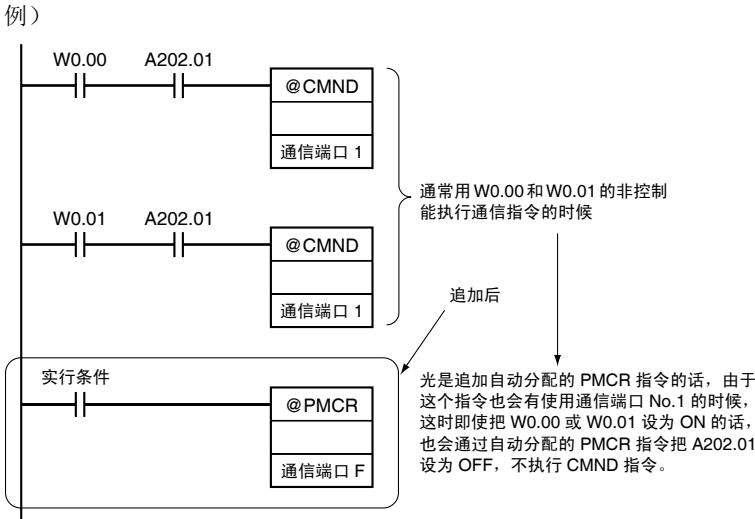 例）
W0.00 A202.01
@CMND
通信端口 1
通常用 W0.00 和 W0.01 的非控制
能执行通信指令的时候
W0.01 A202.01
@CMND
通信端口 1
追加后
实行条件
@PMCR
通信端口 F
光是追加自动分配的 PMCR 指令的话，由于
这个指令也会有使用通信端口 No.1 的时候，
这时即使把 W0.00 或 W0.01 设为 ON 的话，
也会通过自动分配的 PMCR 指令把 A202.01
设为 OFF，不执行 CMND 指令。